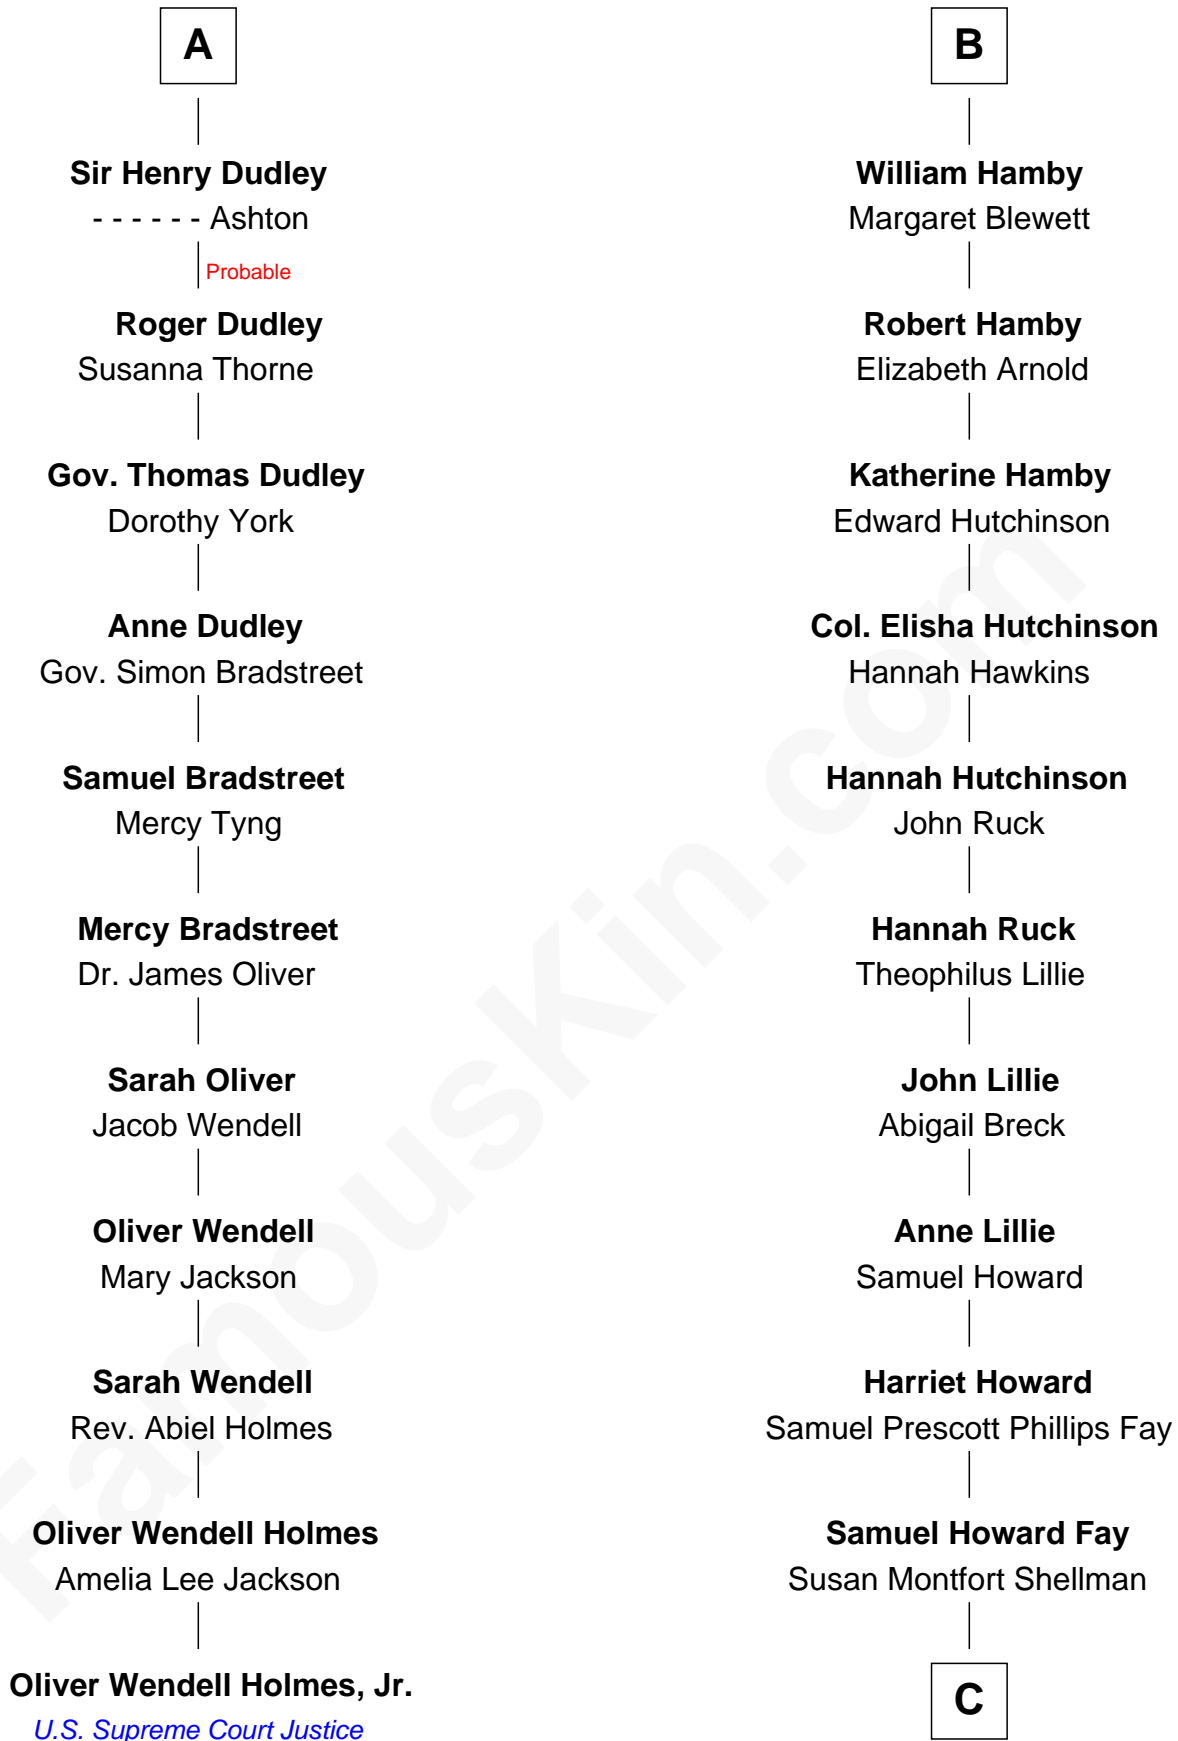 A
Sir Henry Dudley
- - - - - - Ashton
Probable
Roger Dudley
Susanna Thorne
Gov. Thomas Dudley
Dorothy York
Anne Dudley
Gov. Simon Bradstreet
Samuel Bradstreet
Mercy Tyng
Mercy Bradstreet
Dr. James Oliver
Sarah Oliver
Jacob Wendell
Oliver Wendell
Mary Jackson
Sarah Wendell
Rev. Abiel Holmes
Oliver Wendell Holmes
Amelia Lee Jackson
Oliver Wendell Holmes, Jr.
U.S. Supreme Court Justice
B
William Hamby
Margaret Blewett
Robert Hamby
Elizabeth Arnold
Katherine Hamby
Edward Hutchinson
Col. Elisha Hutchinson
Hannah Hawkins
Hannah Hutchinson
John Ruck
Hannah Ruck
Theophilus Lillie
John Lillie
Abigail Breck
Anne Lillie
Samuel Howard
Harriet Howard
Samuel Prescott Phillips Fay
Samuel Howard Fay
Susan Montfort Shellman
C
FamousKin.com